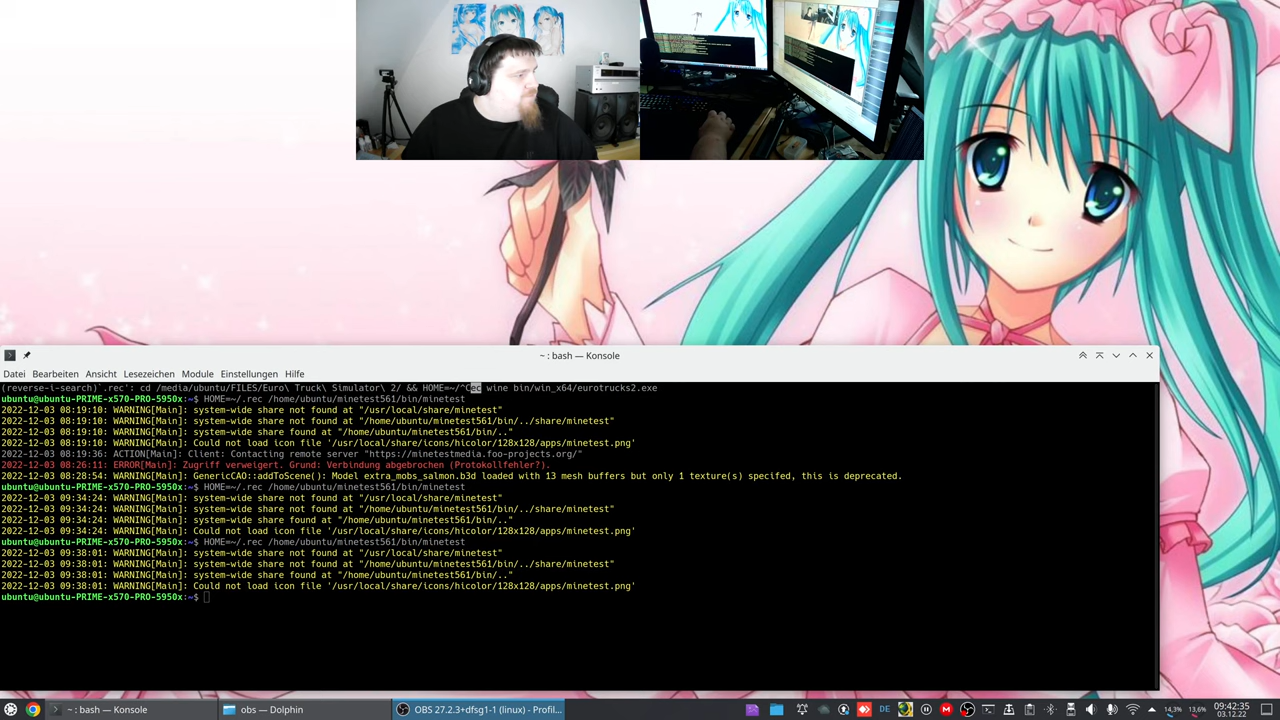 ~ : bash — Konsole
Datei Bearbeiten Ansicht Lesezeichen Module Einstellungen Hilfe
(reverse-i-search)`.rec': cd /media/ubuntu/FILES/Euro\ Truck\ Simulator\ 2/ && HOME=~/^Cec wine bin/win_x64/eurotrucks2.exe
ubuntu@ubuntu-PRIME-x570-PRO-5950x:~$ HOME=~/.rec /home/ubuntu/minetest561/bin/minetest
2022-12-03 08:19:10: WARNING[Main]: system-wide share not found at "/usr/local/share/minetest"
2022-12-03 08:19:10: WARNING[Main]: system-wide share not found at "/home/ubuntu/minetest561/bin/../share/minetest"
2022-12-03 08:19:10: WARNING[Main]: system-wide share found at "/home/ubuntu/minetest561/bin/.."
2022-12-03 08:19:10: WARNING[Main]: Could not load icon file '/usr/local/share/icons/hicolor/128x128/apps/minetest.png'
2022-12-03 08:19:36: ACTION[Main]: Client: Contacting remote server "https://minetestmedia.foo-projects.org/"
2022-12-03 08:26:11: ERROR[Main]: Zugriff verweigert. Grund: Verbindung abgebrochen (Protokollfehler?).
2022-12-03 08:28:54: WARNING[Main]: GenericCAO::addToScene(): Model extra_mobs_salmon.b3d loaded with 13 mesh buffers but only 1 texture(s) specifed, this is deprecated.
ubuntu@ubuntu-PRIME-x570-PRO-5950x:~$ HOME=~/.rec /home/ubuntu/minetest561/bin/minetest
2022-12-03 09:34:24: WARNING[Main]: system-wide share not found at "/usr/local/share/minetest"
2022-12-03 09:34:24: WARNING[Main]: system-wide share not found at "/home/ubuntu/minetest561/bin/../share/minetest"
2022-12-03 09:34:24: WARNING[Main]: system-wide share found at "/home/ubuntu/minetest561/bin/.."
2022-12-03 09:34:24: WARNING[Main]: Could not load icon file '/usr/local/share/icons/hicolor/128x128/apps/minetest.png'
ubuntu@ubuntu-PRIME-x570-PRO-5950x:~$ HOME=~/.rec /home/ubuntu/minetest561/bin/minetest
2022-12-03 09:38:01: WARNING[Main]: system-wide share not found at "/usr/local/share/minetest"
2022-12-03 09:38:01: WARNING[Main]: system-wide share not found at "/home/ubuntu/minetest561/bin/../share/minetest"
2022-12-03 09:38:01: WARNING[Main]: system-wide share found at "/home/ubuntu/minetest561/bin/.."
2022-12-03 09:38:01: WARNING[Main]: Could not load icon file '/usr/local/share/icons/hicolor/128x128/apps/minetest.png'
ubuntu@ubuntu-PRIME-x570-PRO-5950x:~$
~ : bash — Konsole
obs — Dolphin
OBS 27.2.3+dfsg1-1 (linux) - Profil...
DE
14,3%
13,6%
09:42:35
03.12.22